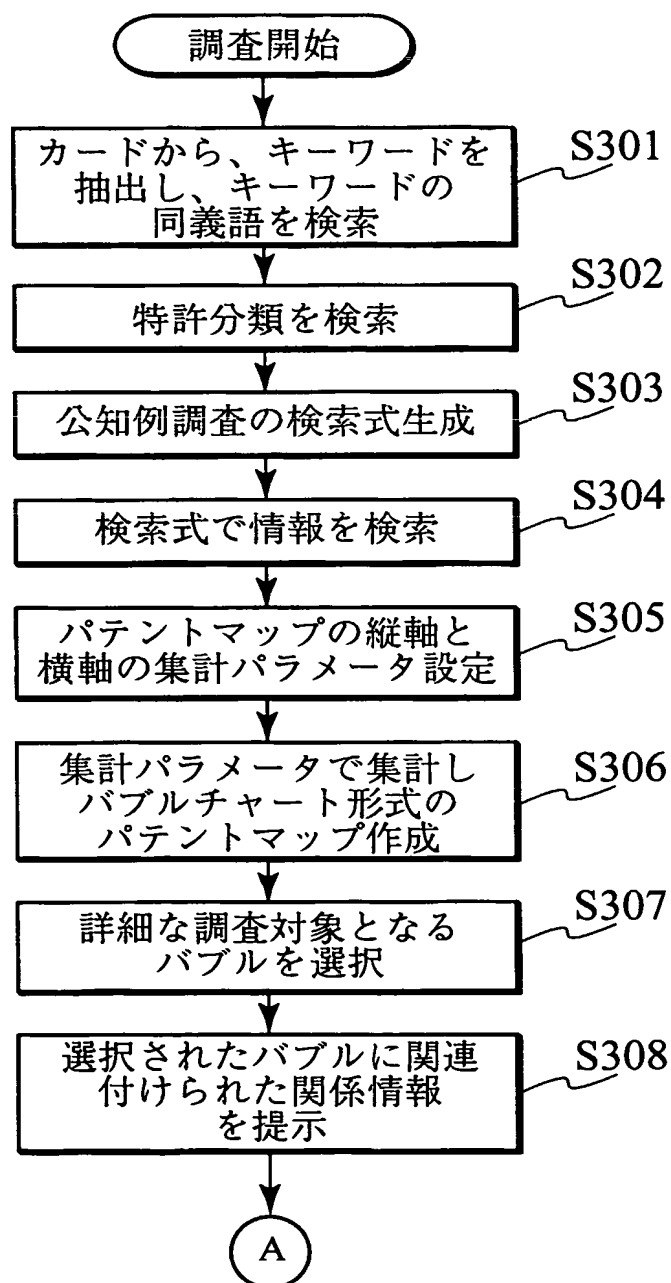 調査開始
カードから、キーワードを
抽出し、キーワードの
同義語を検索
S301
特許分類を検索
S302
公知例調査の検索式生成
S303
検索式で情報を検索
S304
パテントマップの縦軸と
横軸の集計パラメータ設定
S305
集計パラメータで集計し
バブルチャート形式の
パテントマップ作成
S306
詳細な調査対象となる
バブルを選択
S307
選択されたバブルに関連
付けられた関係情報
を提示
S308
A